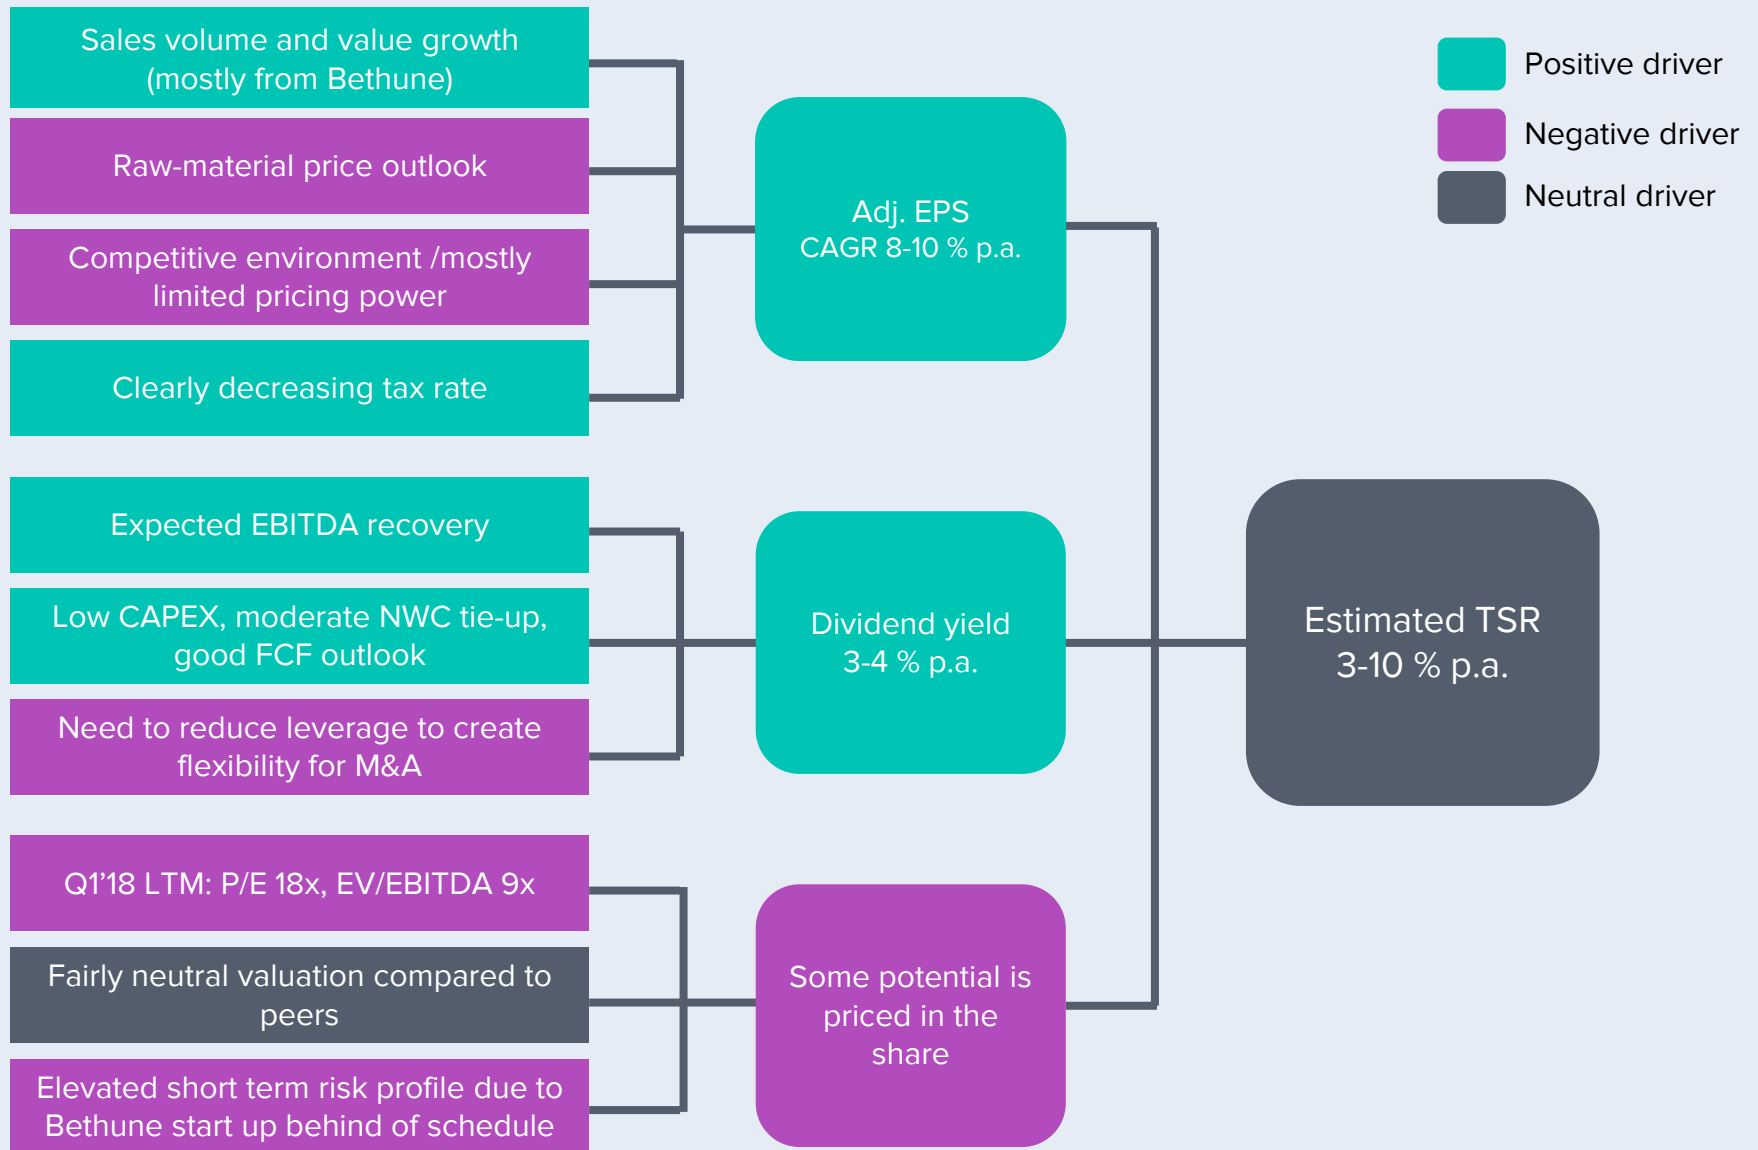 Sales volume and value growth
(mostly from Bethune)
Raw-material price outlook
Competitive environment /mostly
limited pricing power
Clearly decreasing tax rate
Expected EBITDA recovery
Low CAPEX, moderate NWC tie-up,
good FCF outlook
Need to reduce leverage to create
flexibility for M&A
Q1’18 LTM: P/E 18x, EV/EBITDA 9x
Fairly neutral valuation compared to
peers
Elevated short term risk profile due to
Bethune start up behind of schedule
Adj. EPS
CAGR 8-10 % p.a.
Dividend yield
3-4 % p.a.
Some potential is
priced in the
share
Estimated TSR
3-10 % p.a.
Positive driver
Negative driver
Neutral driver